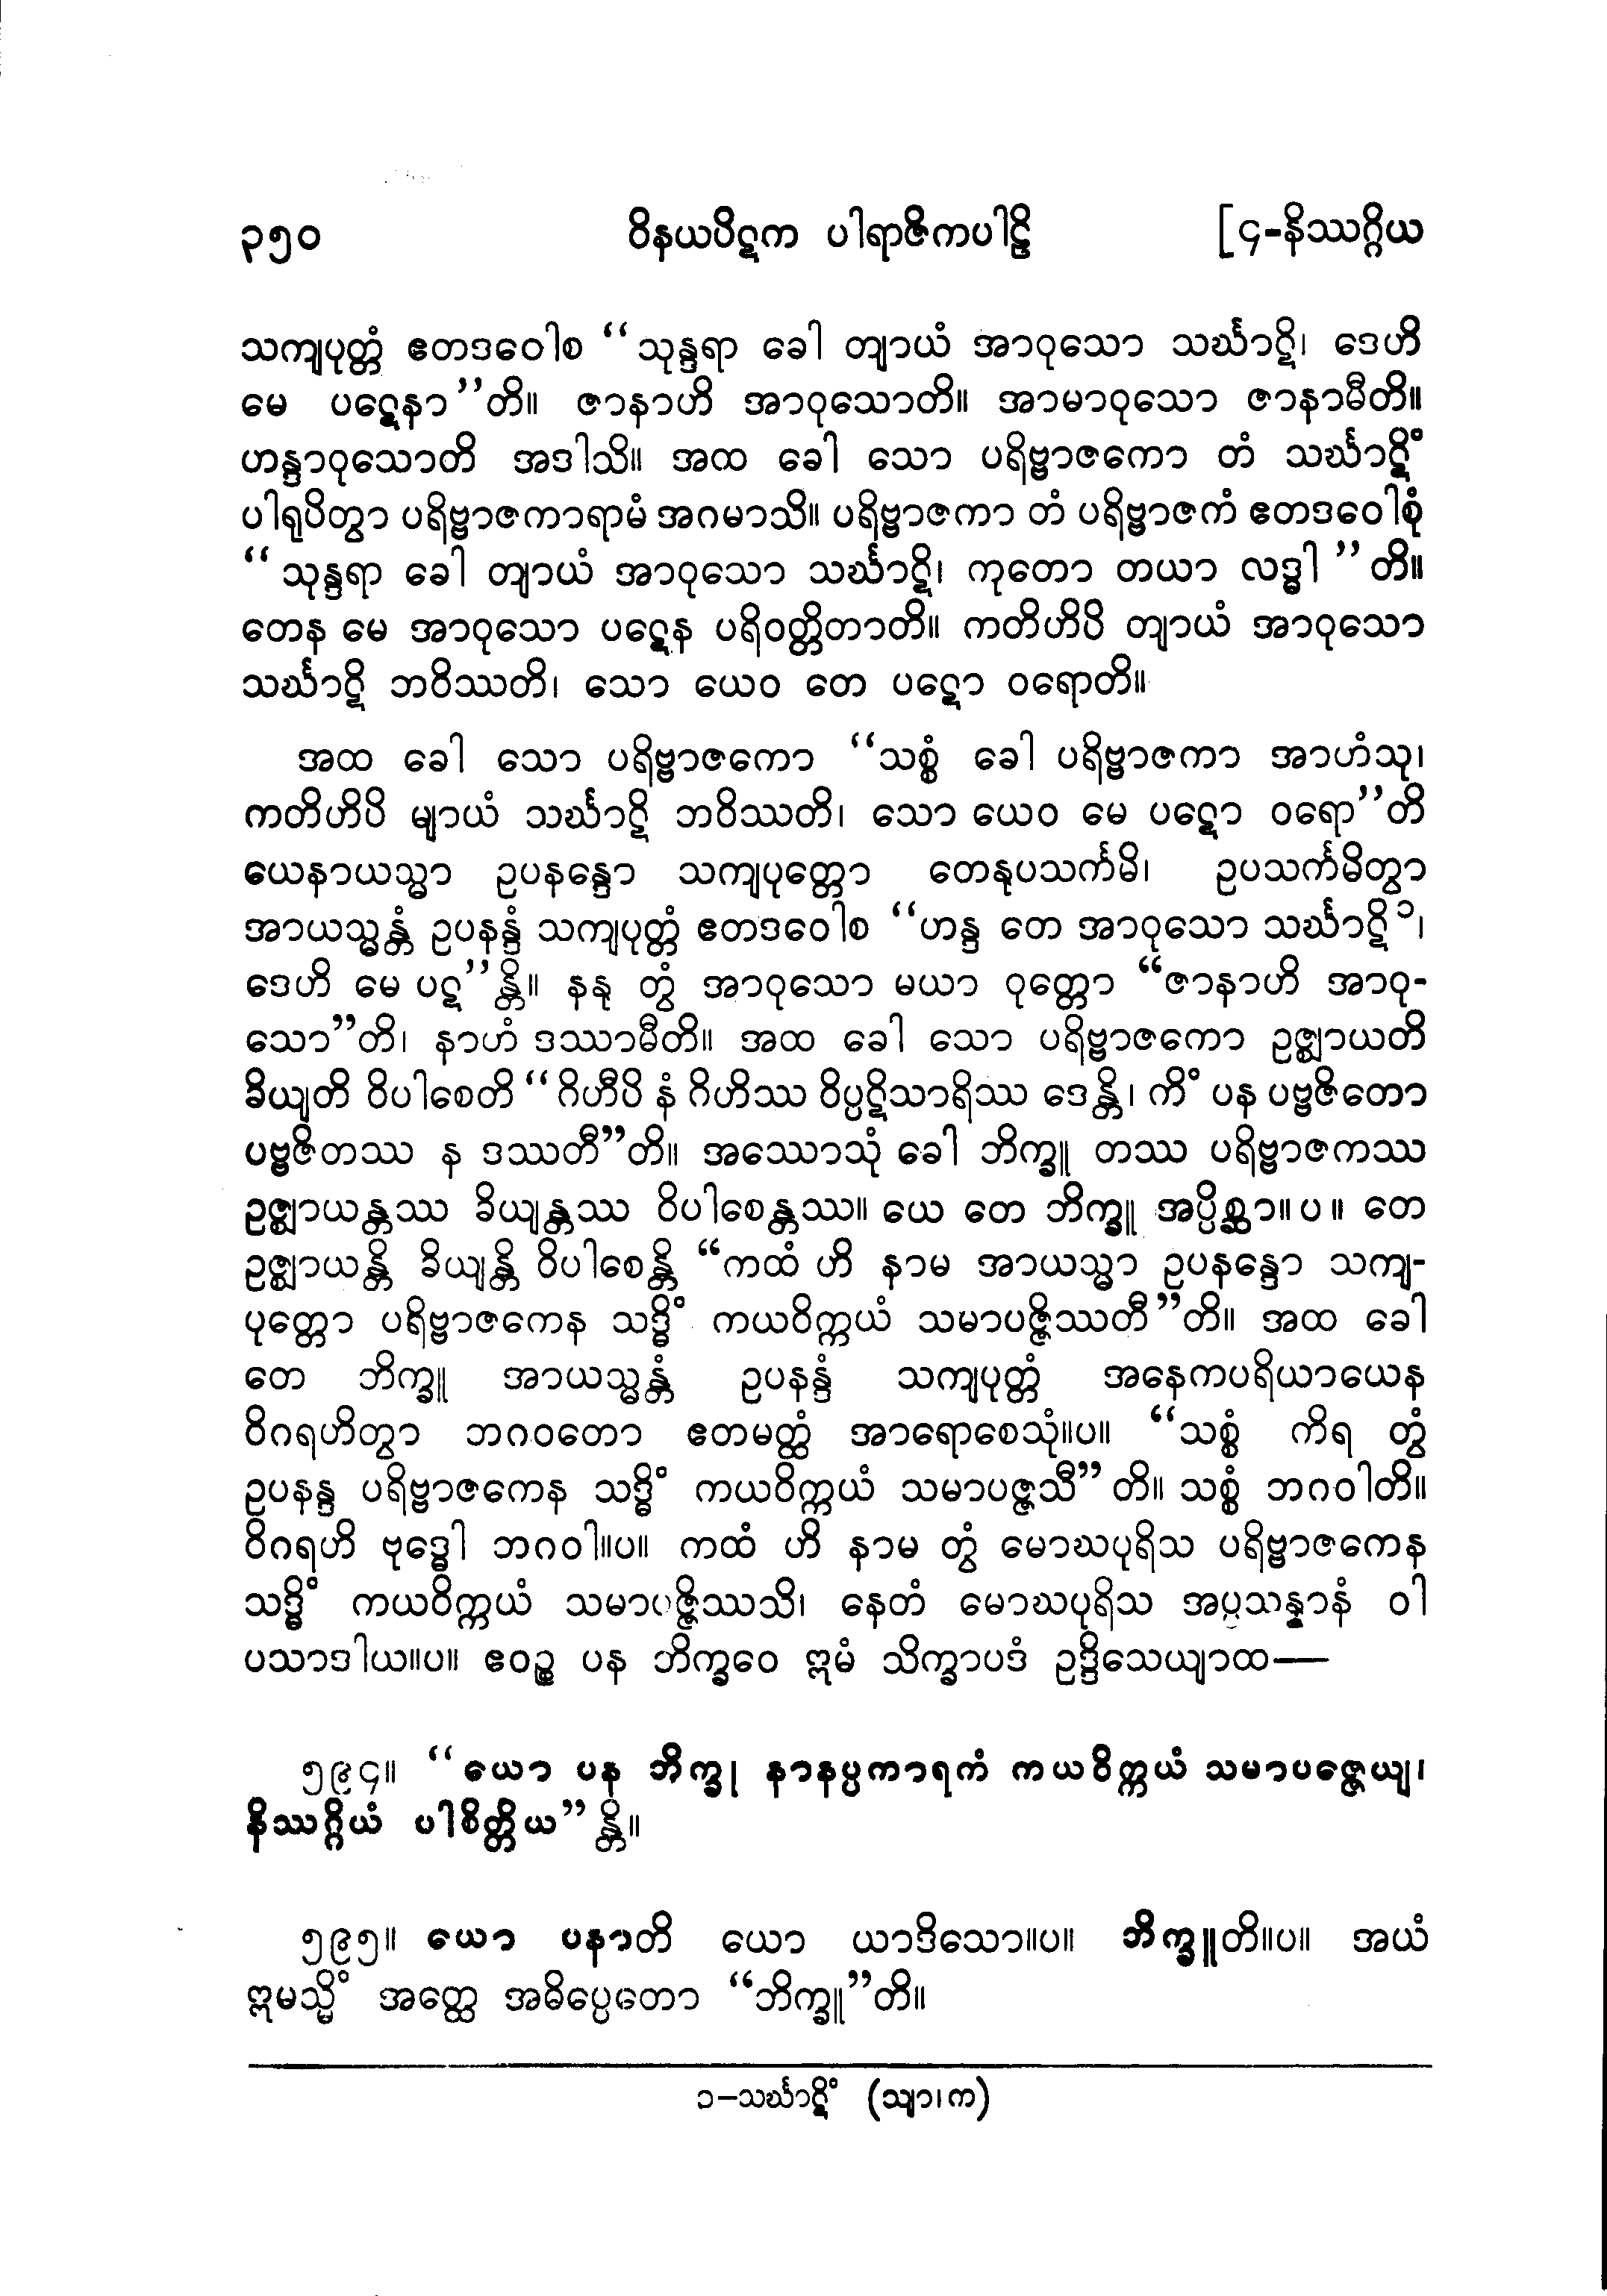 ၃၅၀ ဝိနယပိဋက ပါရာဇိကပါဠိ [၄-နိဿဂ္ဂိယ
သကျပုတ္တံ ဧတဒဝေါစ “သုန္ဒရာ ခေါ တျာယံ အာဝုသော သင်္ဃာဋိ၊ ဒေဟိ
မေ ပဋေနာ”တိ။ ဇာနာဟိ အာဝုသောတိ။ အာမာဝုသော ဇာနာမီတိ။
ဟန္ဒာဝုသောတိ အဒါသိ။ အထ ခေါ သော ပရိဗ္ဗာဇကော တံ သင်္ဃာဋိံ
ပါရုပိတွာ ပရိဗ္ဗာဇကာရာမံ အဂမာသိ။ ပရိဗ္ဗာဇကာ တံ ပရိဗ္ဗာဇကံ ဧတဒဝေါစုံ
“သုန္ဒရာ ခေါ တျာယံ အာဝုသော သင်္ဃာဋိ၊ ကုတော တယာ လဒ္ဓါ”တိ။
တေန မေ အာဝုသော ပဋေန ပရိဝတ္တိတာတိ။ ကတိဟိပိ တျာယံ အာဝုသော
သင်္ဃာဋိ ဘဝိဿတိ၊ သော ယေဝ တေ ပဋော ဝရောတိ။
အထ ခေါ သော ပရိဗ္ဗာဇကော “သစ္စံ ခေါ ပရိဗ္ဗာဇကာ အာဟံသု၊
ကတိဟိပိ မျာယံ သင်္ဃာဋိ ဘဝိဿတိ၊ သော ယေဝ မေ ပဋော ဝရော”တိ
ယေနာယသ္မာ ဥပနန္ဒော သကျပုတ္တော တေနုပသင်္ကမိ၊ ဥပသင်္ကမိတွာ
အာယသ္မန္တံ ဥပနန္ဒံ သကျပုတ္တံ ဧတဒဝေါစ “ဟန္ဒ တေ အာဝုသော သင်္ဃာဋိ၁၊
ဒေဟိ မေ ပဋ”န္တိ။ နနု တွံ အာဝုသော မယာ ဝုတ္တော “ဇာနာဟိ အာဝု-
သော”တိ၊ နာဟံ ဒဿာမီတိ။ အထ ခေါ သော ပရိဗ္ဗာဇကော ဥဇ္ဈာယတိ
ခိယျတိ ဝိပါစေတိ “ဂိဟီပိ နံ ဂိဟိဿ ဝိပ္ပဋိသာရိဿ ဒေန္တိ၊ ကိံ ပန ပဗ္ဗဇိတော
ပဗ္ဗဇိတဿ န ဒဿတီ”တိ။ အဿောသုံ ခေါ ဘိက္ခူ တဿ ပရိဗ္ဗာဇကဿ
ဥဇ္ဈာယန္တဿ ခိယျန္တဿ ဝိပါစေန္တဿ။ ယေ တေ ဘိက္ခူ အပ္ပိစ္ဆာ။ပ။ တေ
ဥဇ္ဈာယန္တိ ခိယျန္တိ ဝိပါစေန္တိ “ကထံ ဟိ နာမ အာယသ္မာ ဥပနန္ဒော သကျ-
ပုတ္တော ပရိဗ္ဗာဇကေန သဒ္ဓိံ ကယဝိက္ကယံ သမာပဇ္ဇိဿတီ”တိ။ အထ ခေါ
တေ ဘိက္ခူ အာယသ္မန္တံ ဥပနန္ဒံ သကျပုတ္တံ အနေကပရိယာယေန
ဝိဂရဟိတွာ ဘဂဝတော ဧတမတ္ထံ အာရောစေသုံ။ပ။ “သစ္စံ ကိရ တွံ
ဥပနန္ဒ ပရိဗ္ဗာဇကေန သဒ္ဓိံ ကယဝိက္ကယံ သမာပဇ္ဇသီ”တိ။ သစ္စံ ဘဂဝါတိ။
ဝိဂရဟိ ဗုဒ္ဓေါ ဘဂဝါ။ပ။ ကထံ ဟိ နာမ တွံ မောဃပုရိသ ပရိဗ္ဗာဇကေန
သဒ္ဓိံ ကယဝိက္ကယံ သမာပဇ္ဇိဿသိ၊ နေတံ မောဃပုရိသ အပ္ပသန္နာနံ ဝါ
ပသာဒါယ။ပ။ ဧဝဉ္စ ပန ဘိက္ခဝေ ဣမံ သိက္ခာပဒံ ဥဒ္ဒိသေယျာထ—
၅၉၄။ “ယော ပန ဘိက္ခု နာနပ္ပကာရကံ ကယဝိက္ကယံ သမာပဇ္ဇေယျ၊
နိဿဂ္ဂိယံ ပါစိတ္တိယ”န္တိ။
၅၉၅။ ယော ပနာတိ ယော ယာဒိသော။ပ။ ဘိက္ခူတိ။ပ။ အယံ
ဣမသ္မိံ အတ္ထေ အဓိပ္ပေတော “ဘိက္ခူ”တိ။
၁-သင်္ဃာဋိံ (သျာ၊က)